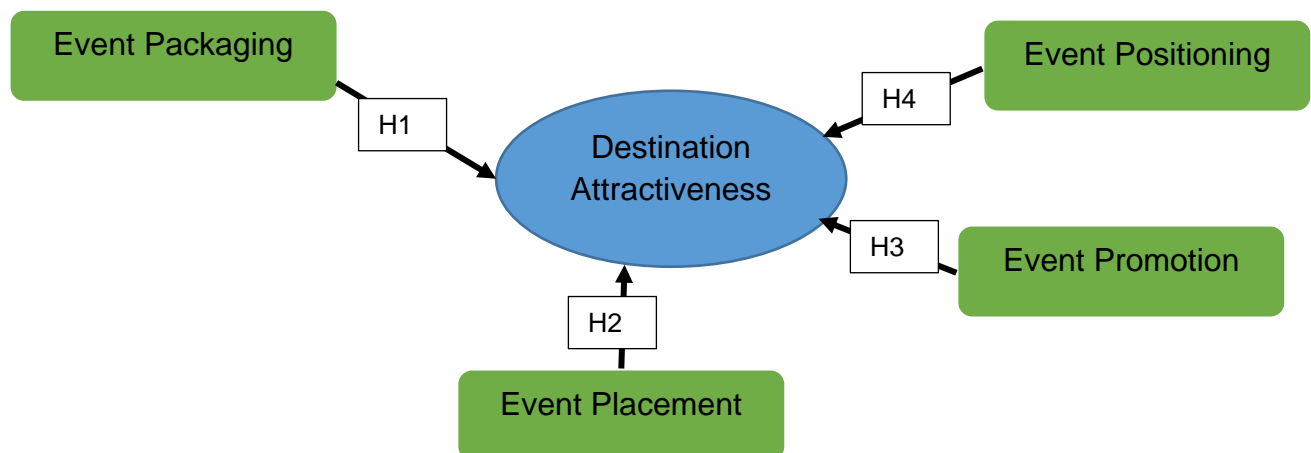 Event Packaging
Event Positioning
H4
H1
Destination
Attractiveness
H3
Event Promotion
H2
Event Placement